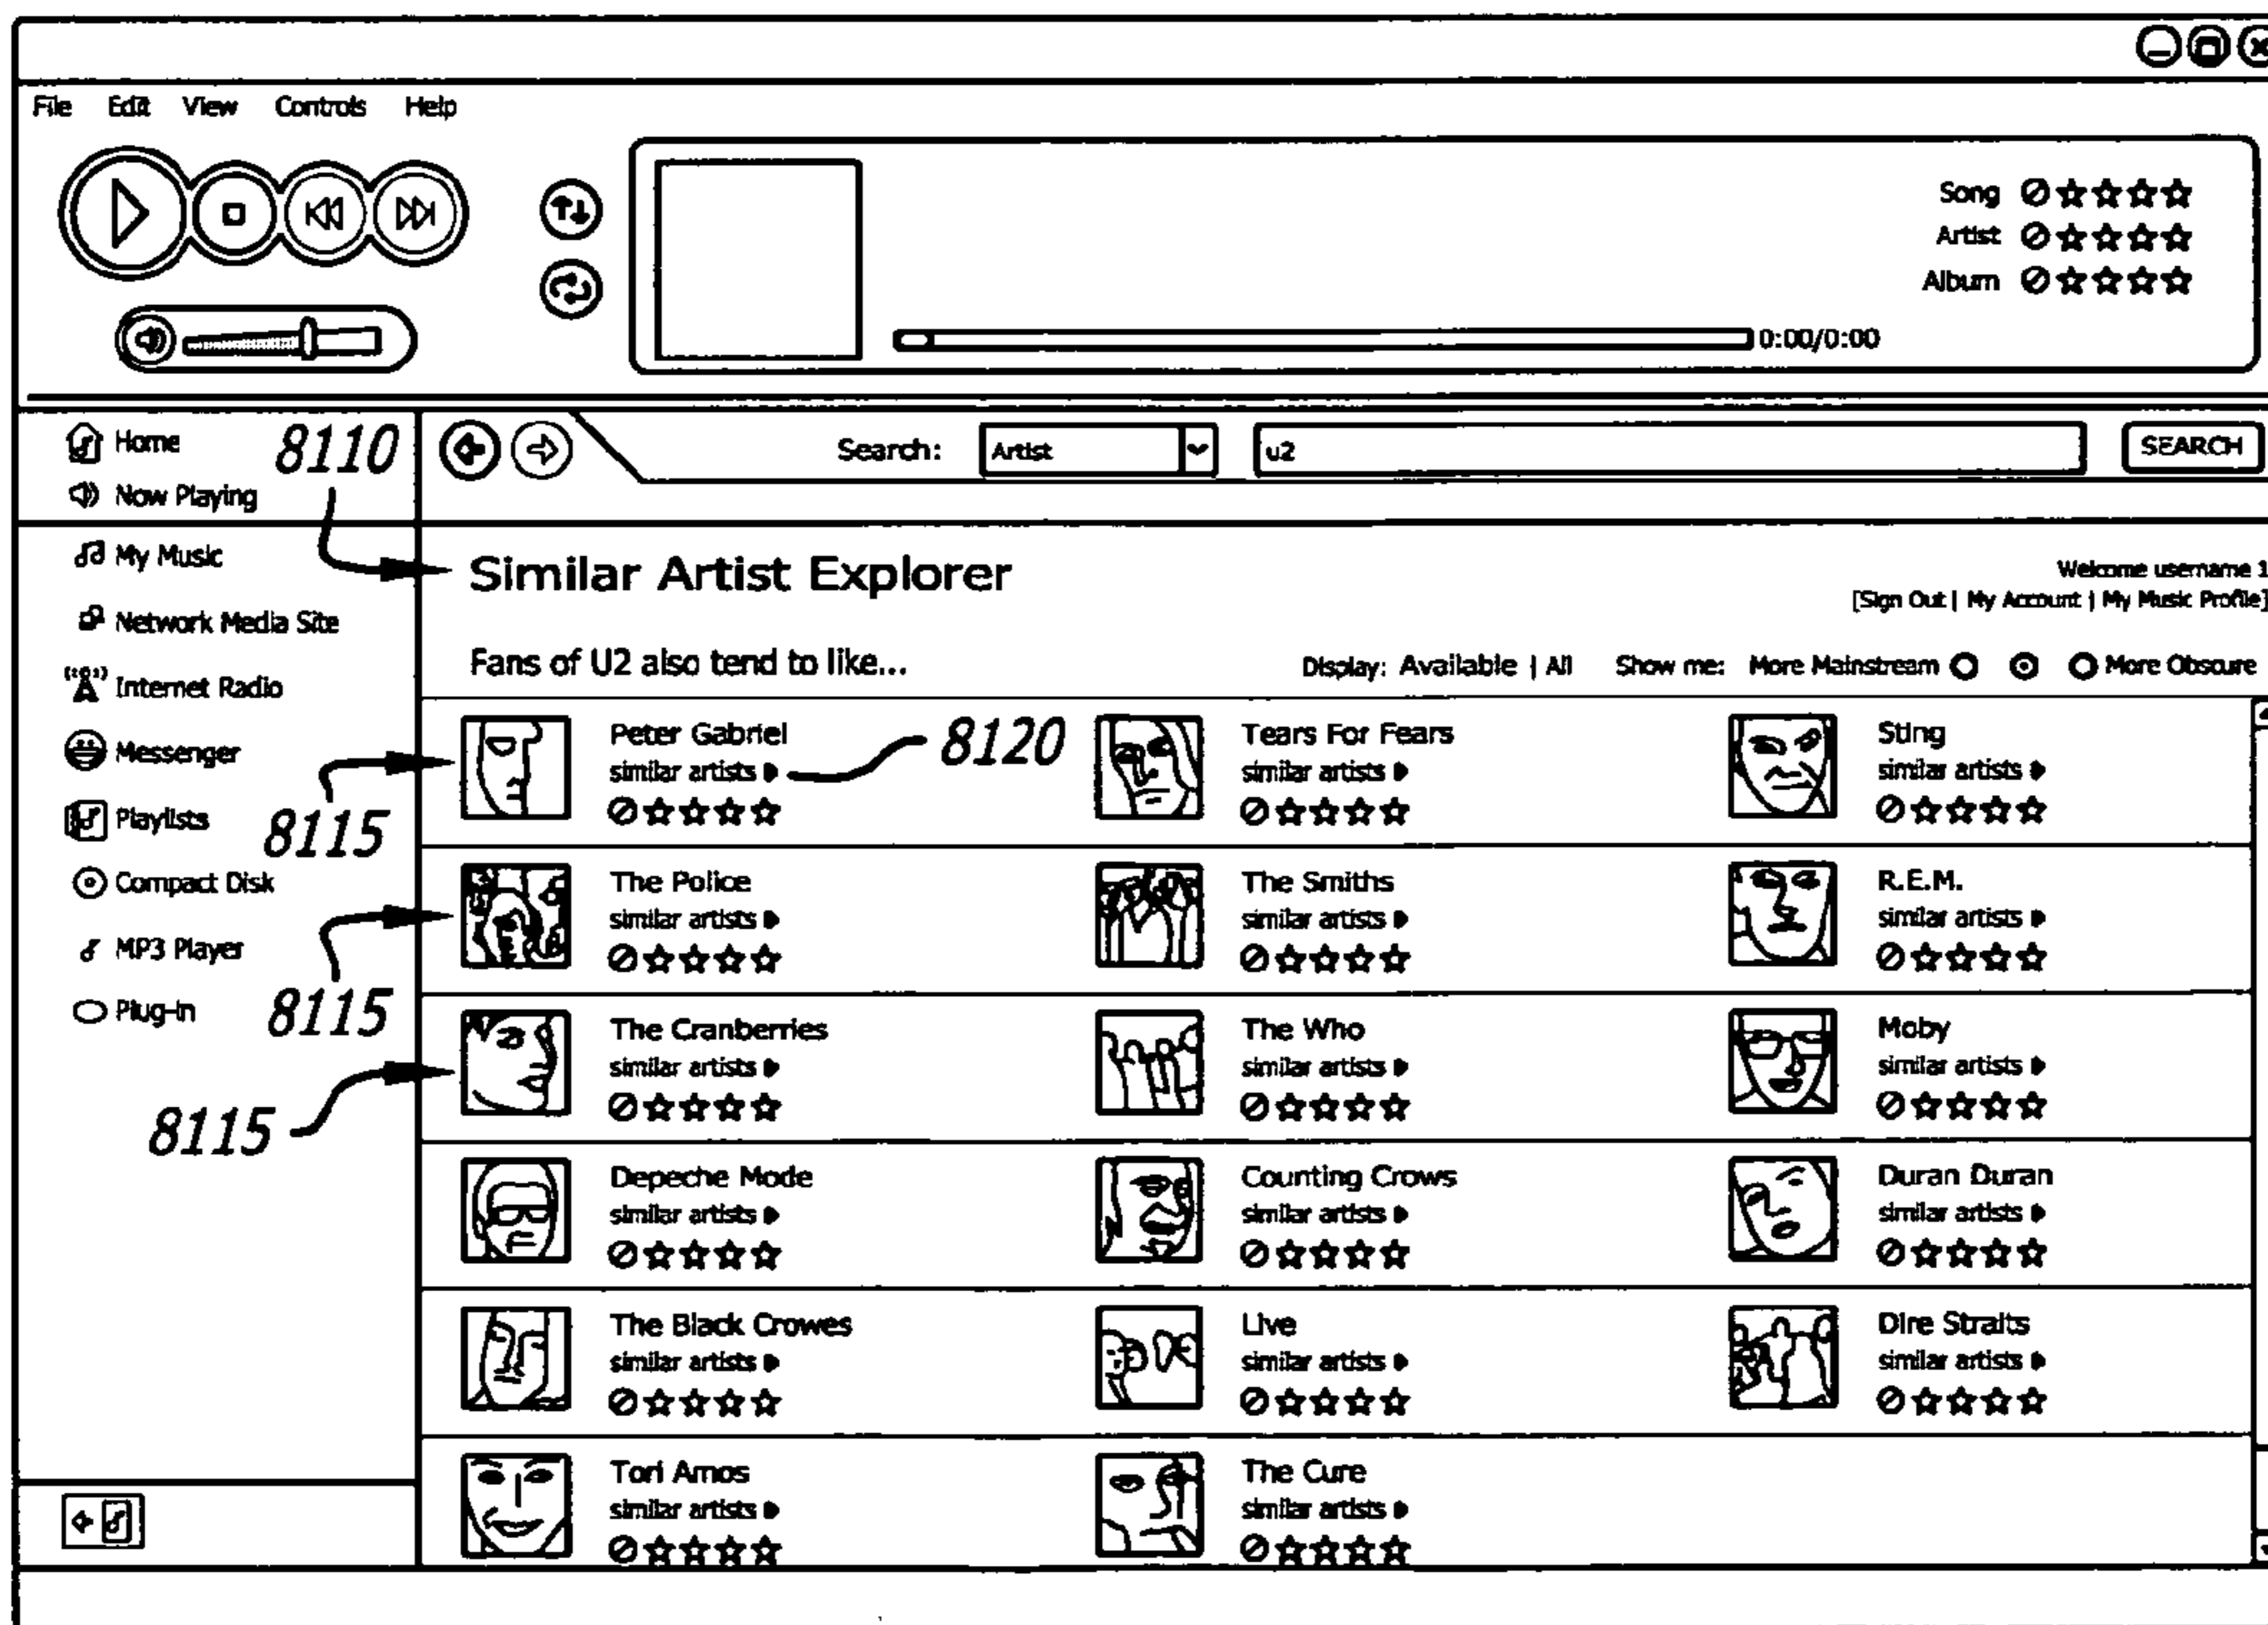 File Edit View Controls Help
Song
Artist
Album
0:00/0:00
Home
Now Playing
8110
Search: Artist u2 SEARCH
My Music
Network Media Site
Internet Radio
Messenger
Playlists
Compact Disk
MP3 Player
Plug-in
8115
8115
8115
Similar Artist Explorer
Welcome username 1
[Sign Out | My Account | My Music Profile]
Fans of U2 also tend to like...
Display: Available | All Show me: More Mainstream More Obscure
Peter Gabriel 8120 Tears For Fears Sting
similar artists similar artists similar artists
The Police The Smiths R.E.M.
similar artists similar artists similar artists
The Cranberries The Who Moby
similar artists similar artists similar artists
Depeche Mode Counting Crows Duran Duran
similar artists similar artists similar artists
The Black Crowes Live Dire Straits
similar artists similar artists similar artists
Tori Amos The Cure
similar artists similar artists